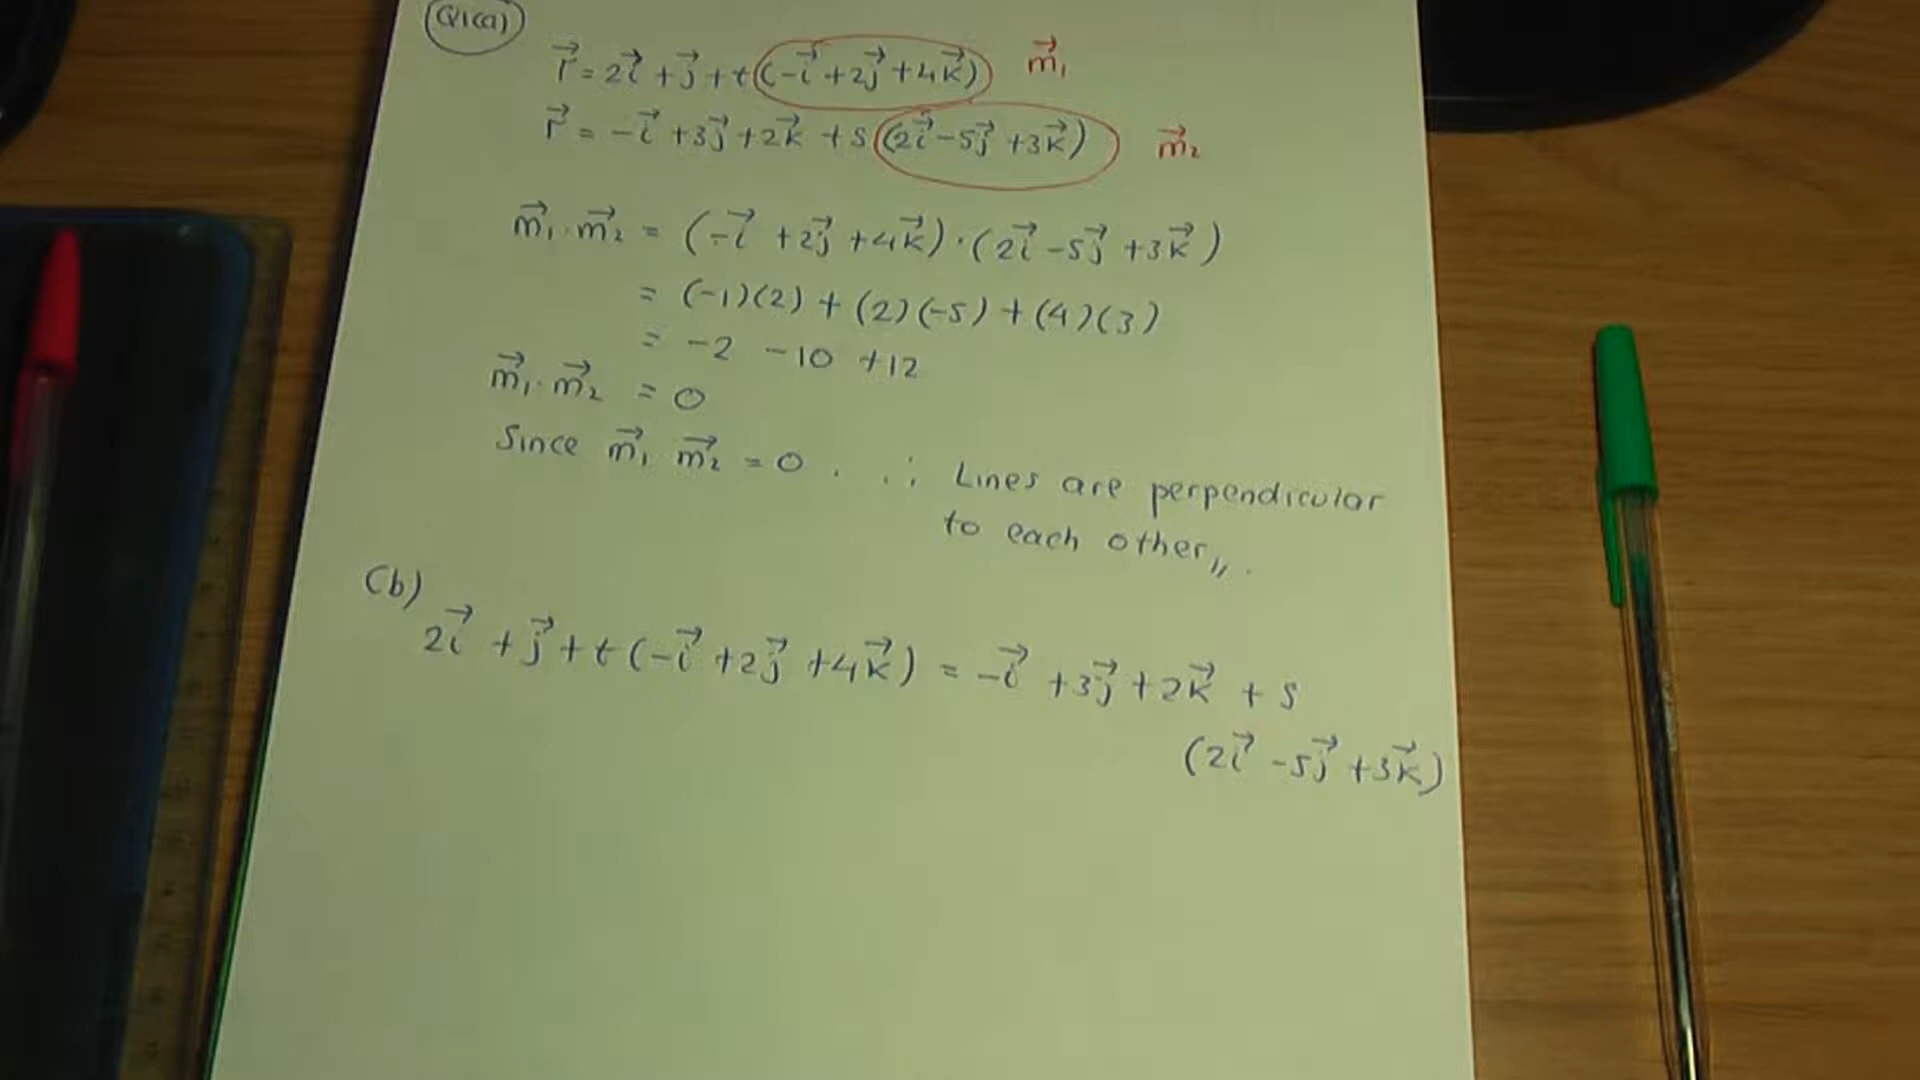 Q1(a)
r⃗ = 2i⃗ + j⃗ + t(-i⃗ + 2j⃗ + 4k⃗) m⃗₁
r⃗ = -i⃗ + 3j⃗ + 2k⃗ + s(2i⃗ - 5j⃗ + 3k⃗) m⃗₂
m⃗₁ · m⃗₂ = (-i⃗ + 2j⃗ + 4k⃗) · (2i⃗ - 5j⃗ + 3k⃗)
= (-1)(2) + (2)(-5) + (4)(3)
= -2 -10 +12
m⃗₁ · m⃗₂ = 0
Since m⃗₁ m⃗₂ = 0 . ∴ Lines are perpendicular
to each other,, .
(b)
2i⃗ + j⃗ + t(-i⃗ + 2j⃗ + 4k⃗) = -i⃗ + 3j⃗ + 2k⃗ + s
(2i⃗ - 5j⃗ + 3k⃗)